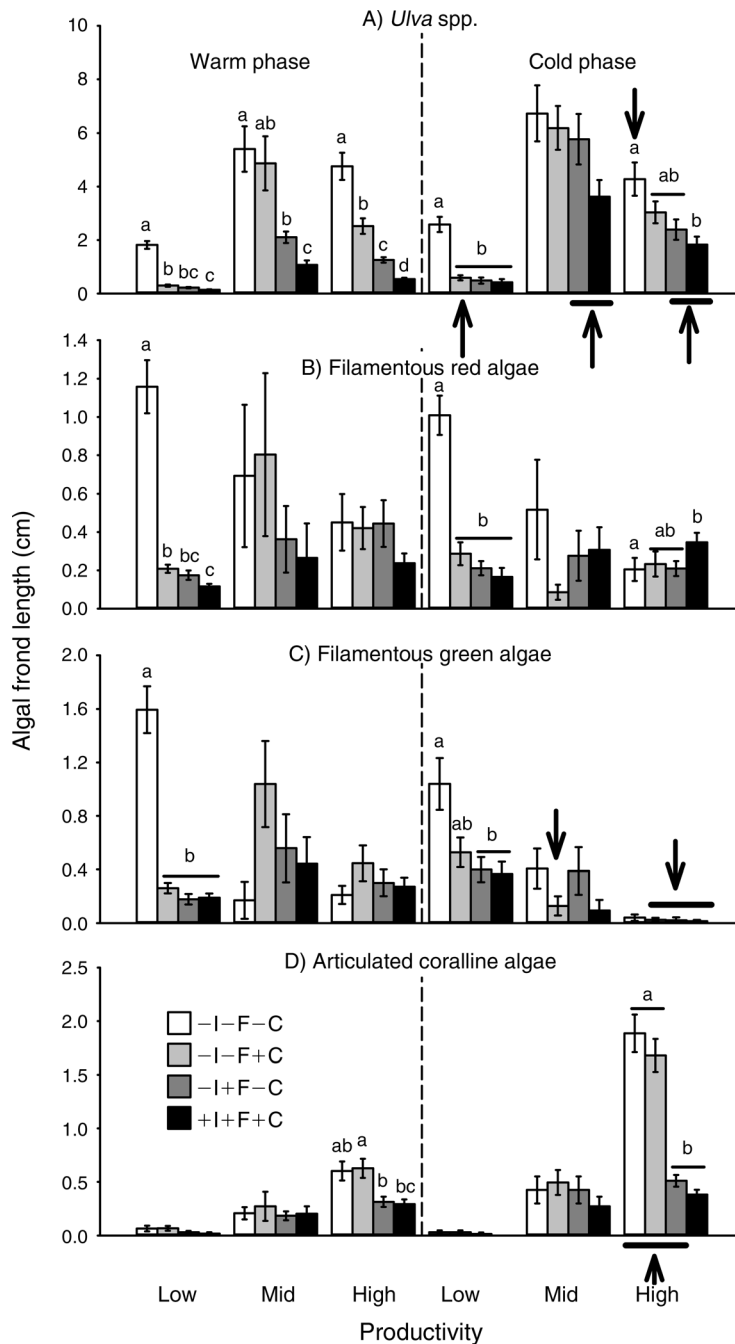 A) Ulva spp.
Warm phase
Cold phase
10
8
6
4
2
0
a
b
bc
c
a
ab
b
c
a
b
c
d
a
b
a
ab
b
B) Filamentous red algae
1.4
1.2
1.0
0.8
0.6
0.4
0.2
0.0
a
b
bc
c
a
b
a
ab
b
Algal frond length (cm)
C) Filamentous green algae
2.0
1.6
1.2
0.8
0.4
0.0
a
b
a
ab
b
D) Articulated coralline algae
2.5
2.0
1.5
1.0
0.5
0.0
−I−F−C
−I−F+C
−I+F−C
+I+F+C
ab
a
b
bc
a
b
Low
Mid
High
Low
Mid
High
Productivity